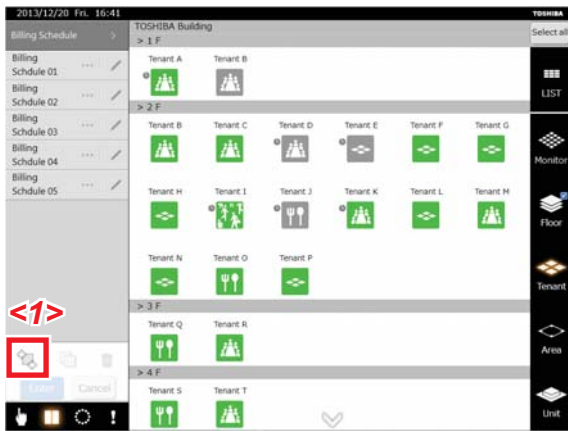 2013/12/20 Fri. 16:41
TOSHIBA
Billing Schedule >
TOSHIBA Building
Select all
> 1 F
Billing
Schdule 01 ...
Billing
Schdule 02 ...
Billing
Schdule 03 ...
Billing
Schdule 04 ...
Billing
Schdule 05 ...
Tenant A Tenant B
> 2 F
Tenant B Tenant C Tenant D Tenant E Tenant F Tenant G
Tenant H Tenant I Tenant J Tenant K Tenant L Tenant M
Tenant N Tenant O Tenant P
> 3 F
Tenant Q Tenant R
> 4 F
Tenant S Tenant T
<1>
Enter Cancel
!
LIST
Monitor
Floor
Tenant
Area
Unit